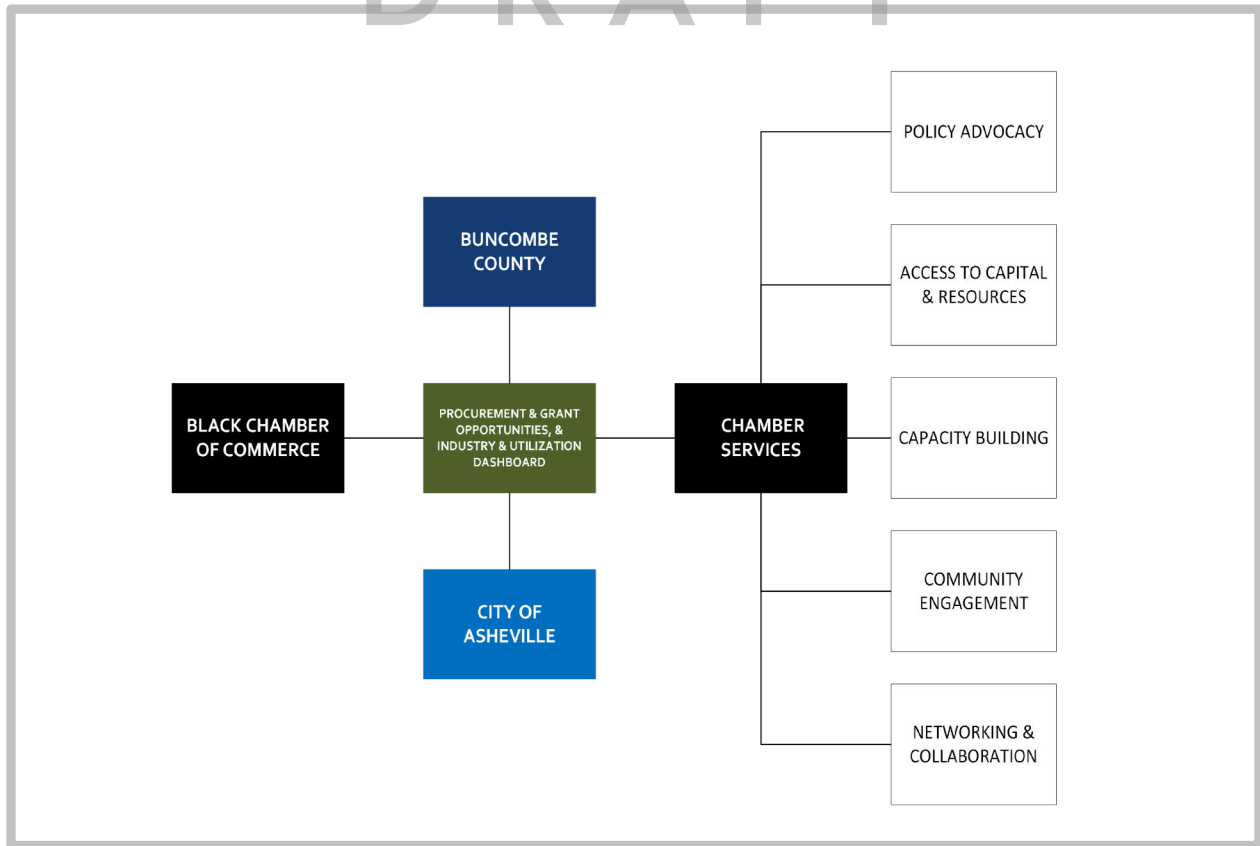 DRAFT
POLICY ADVOCACY
BUNCOMBE
COUNTY
ACCESS TO CAPITAL
& RESOURCES
BLACK CHAMBER
OF COMMERCE
PROCUREMENT & GRANT
OPPORTUNITIES, &
INDUSTRY & UTILIZATION
DASHBOARD
CHAMBER
SERVICES
CAPACITY BUILDING
CITY OF
ASHEVILLE
COMMUNITY
ENGAGEMENT
NETWORKING &
COLLABORATION